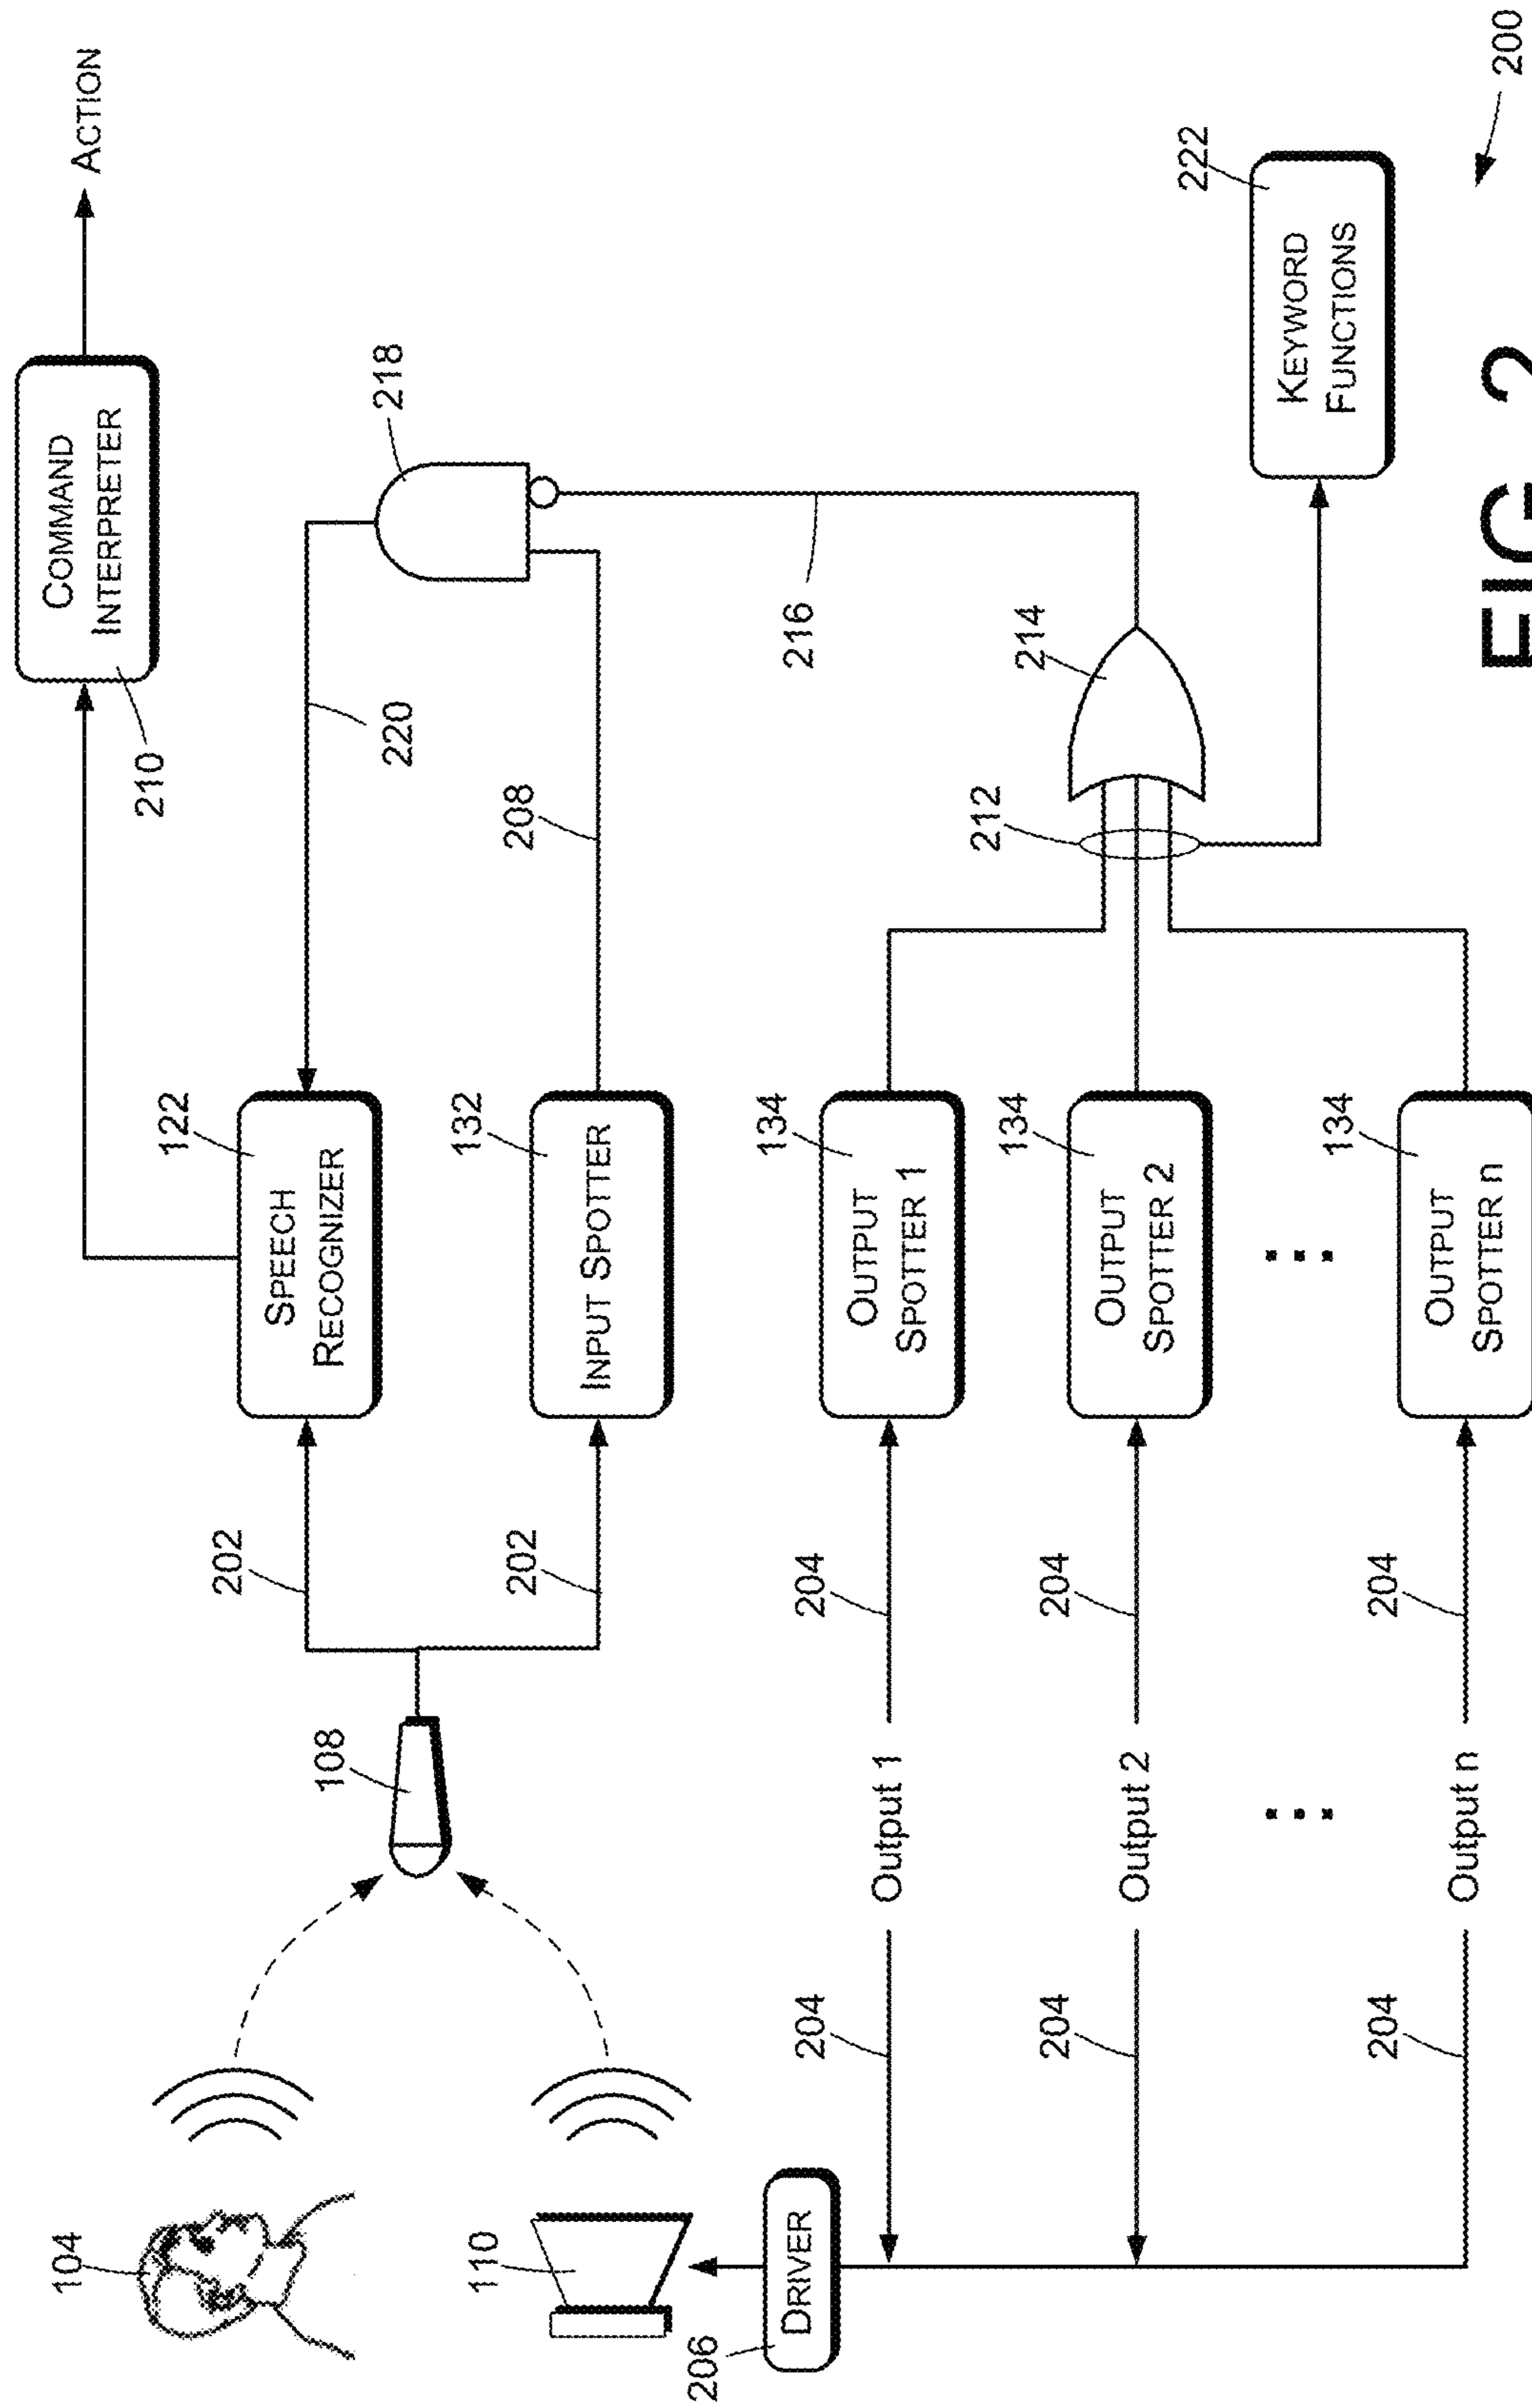 104
110
206
DRIVER
108
202
202
122
SPEECH
RECOGNIZER
132
INPUT SPOTTER
210
COMMAND
INTERPRETER
ACTION
218
220
208
216
204
Output 1
204
134
OUTPUT
SPOTTER 1
204
Output 2
204
134
OUTPUT
SPOTTER 2
204
Output n
204
134
OUTPUT
SPOTTER n
212
214
222
KEYWORD
FUNCTIONS
200
FIG. 2